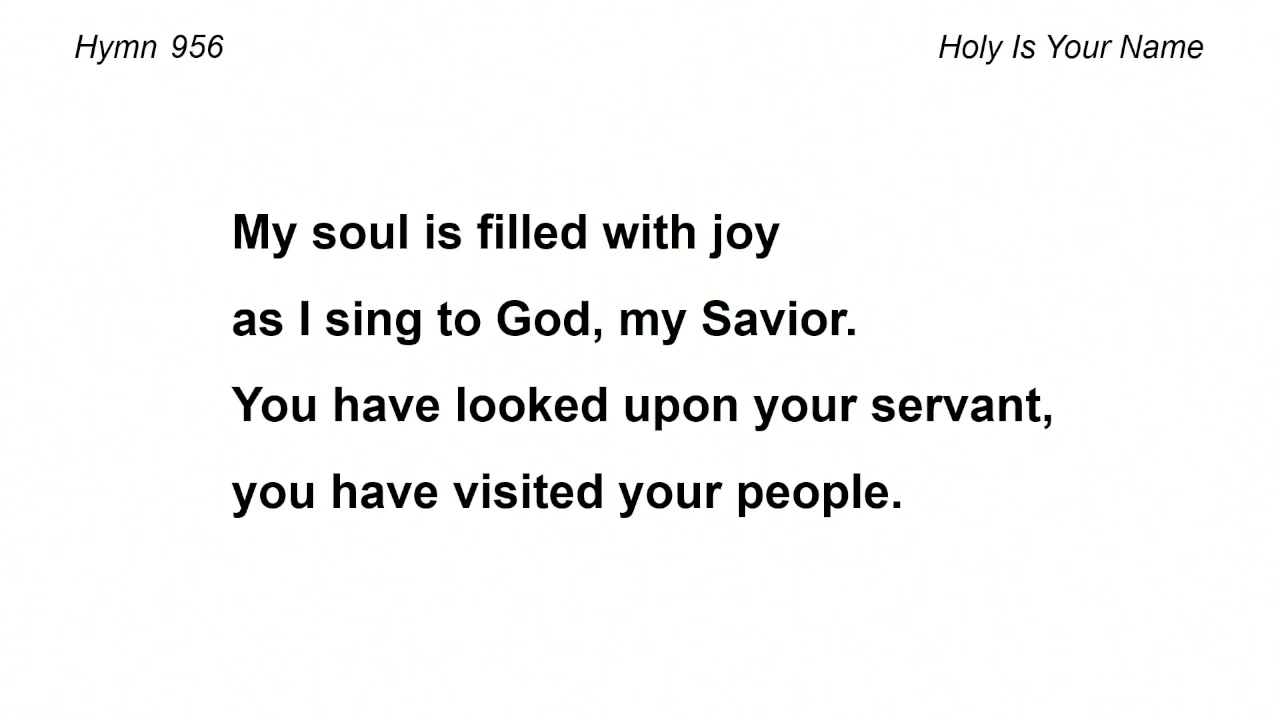 Hymn 956
Holy Is Your Name
My soul is filled with joy
as I sing to God, my Savior.
You have looked upon your servant,
you have visited your people.